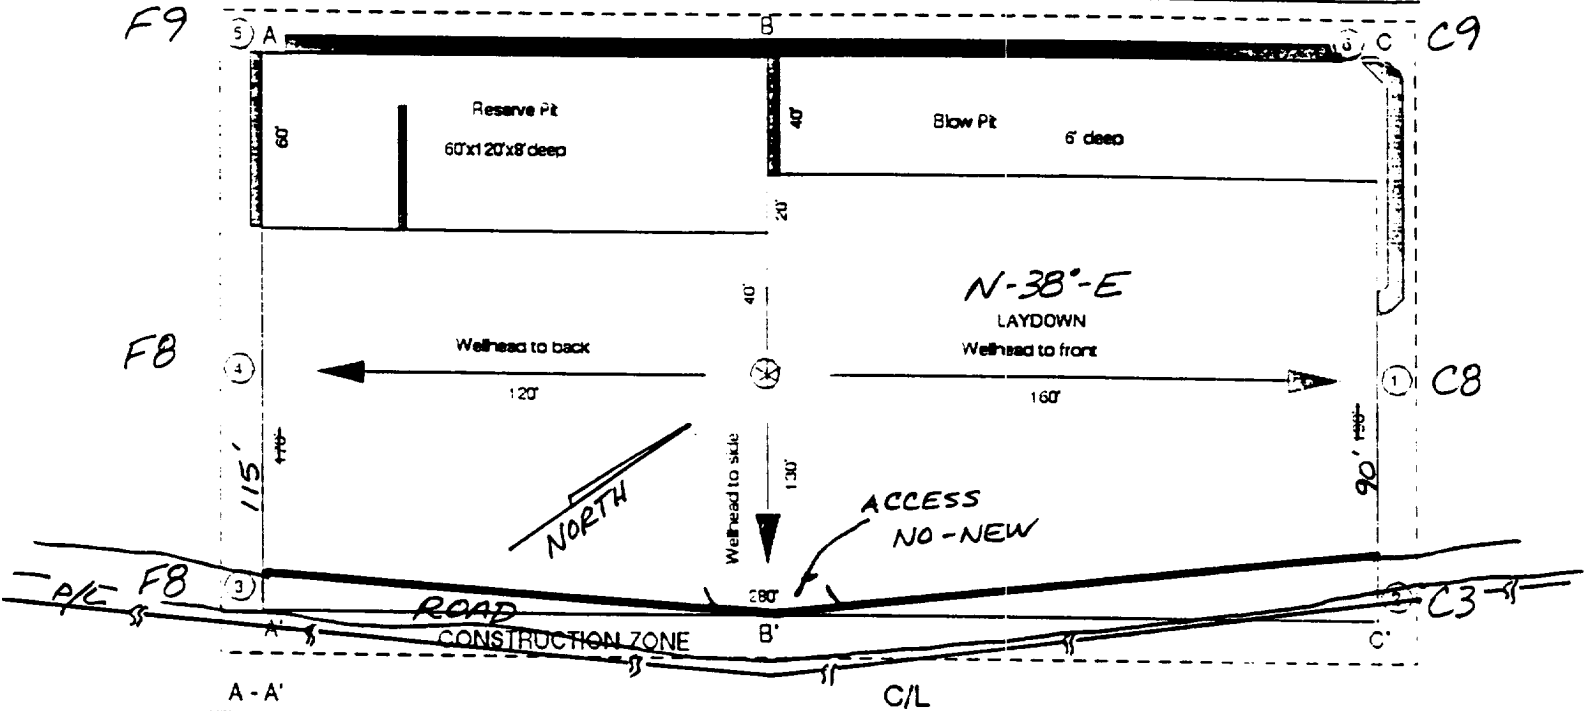 F9 5 A B 6 C C9
Reserve Pit
60'x120'x8' deep
60'
40'
Blow Pit
6' deep
20'
40'
N-38°-E
LAYDOWN
F8 4 Wellhead to back
120'
Wellhead to front
160'
1 C8
115'
Wellhead to side
130'
90' 190'
NORTH
ACCESS
NO-NEW
F8 3
280'
2 C3
ROAD
A' CONSTRUCTION ZONE B' C'
A - A' C/L